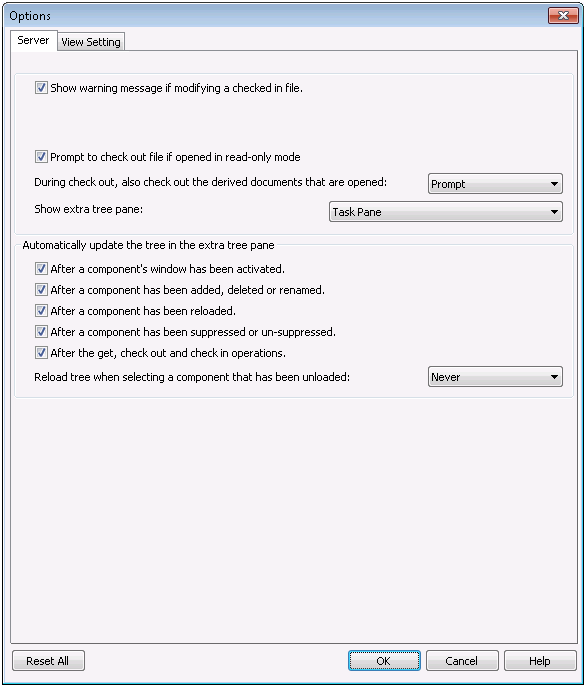 Options
Server
View Setting
Show warning message if modifying a checked in file.
Prompt to check out file if opened in read-only mode
During check out, also check out the derived documents that are opened:
Prompt
Show extra tree pane:
Task Pane
Automatically update the tree in the extra tree pane
After a component's window has been activated.
After a component has been added, deleted or renamed.
After a component has been reloaded.
After a component has been suppressed or un-suppressed.
After the get, check out and check in operations.
Reload tree when selecting a component that has been unloaded:
Never
Reset All
OK
Cancel
Help